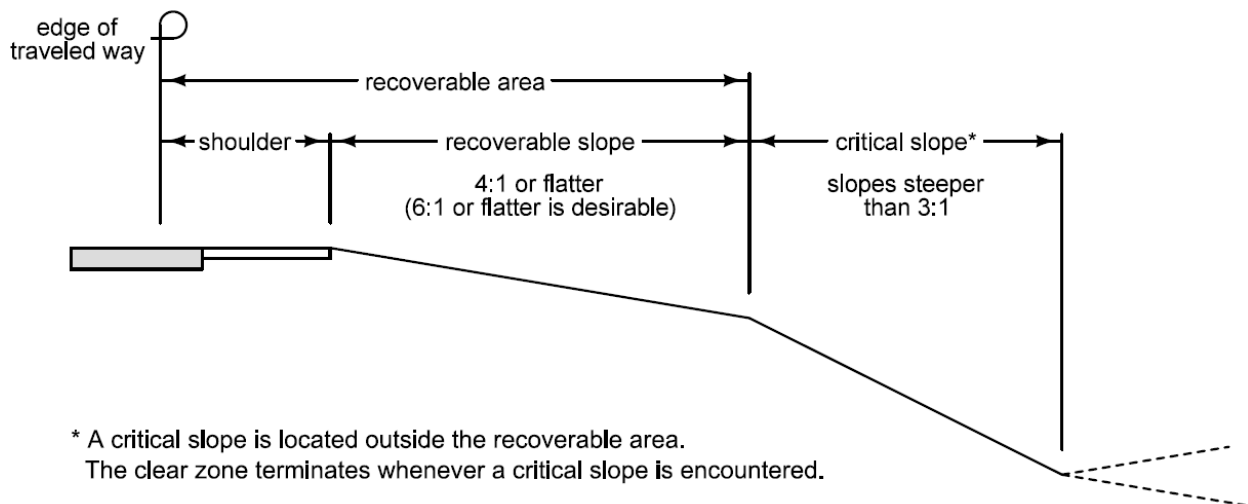 edge of
traveled way
recoverable area
shoulder
recoverable slope
critical slope*
4:1 or flatter
(6:1 or flatter is desirable)
slopes steeper
than 3:1
* A critical slope is located outside the recoverable area.
The clear zone terminates whenever a critical slope is encountered.